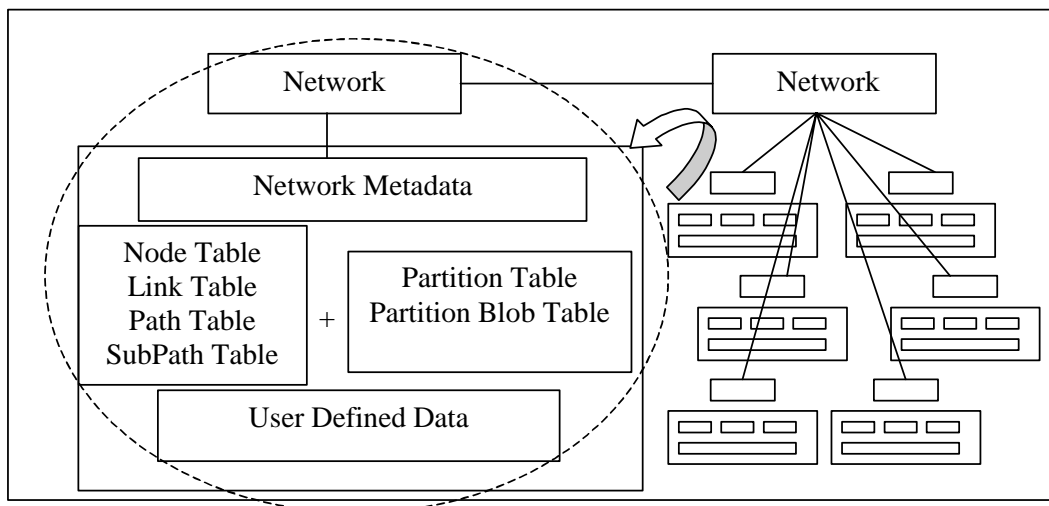 Network
Network
Network Metadata
Node Table
Link Table
Path Table
SubPath Table
+
Partition Table
Partition Blob Table
User Defined Data